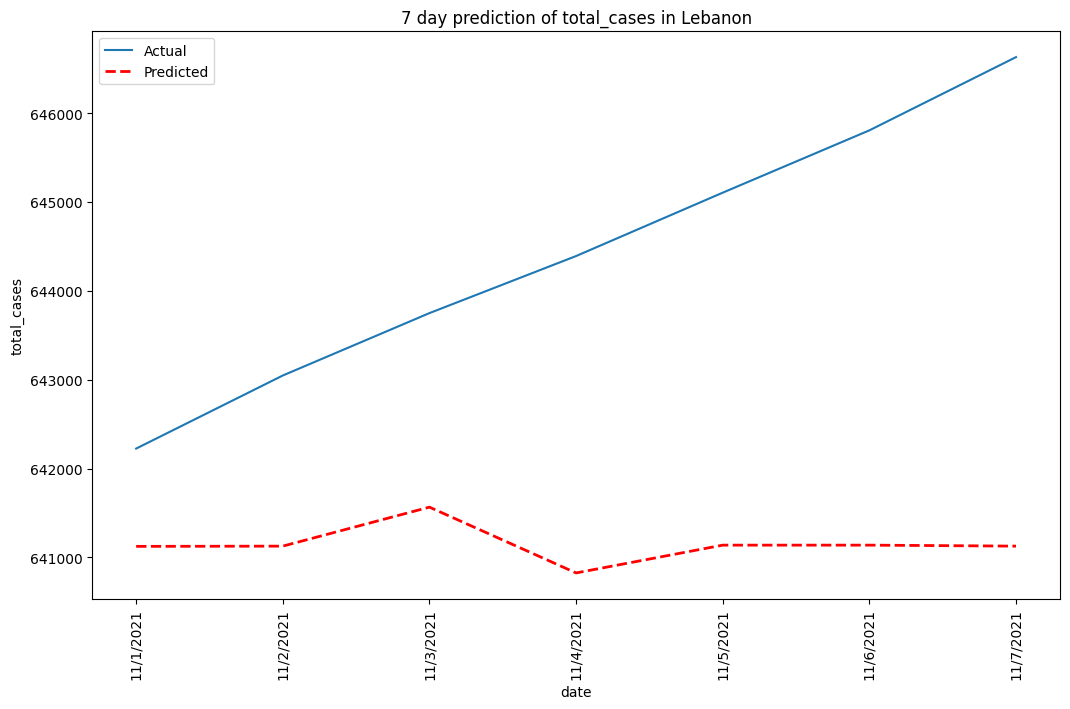 7 day prediction of total_cases in Lebanon
Actual
Predicted
646000
645000
644000
643000
642000
641000
total_cases
11/1/2021
11/2/2021
11/3/2021
11/4/2021
11/5/2021
11/6/2021
11/7/2021
date